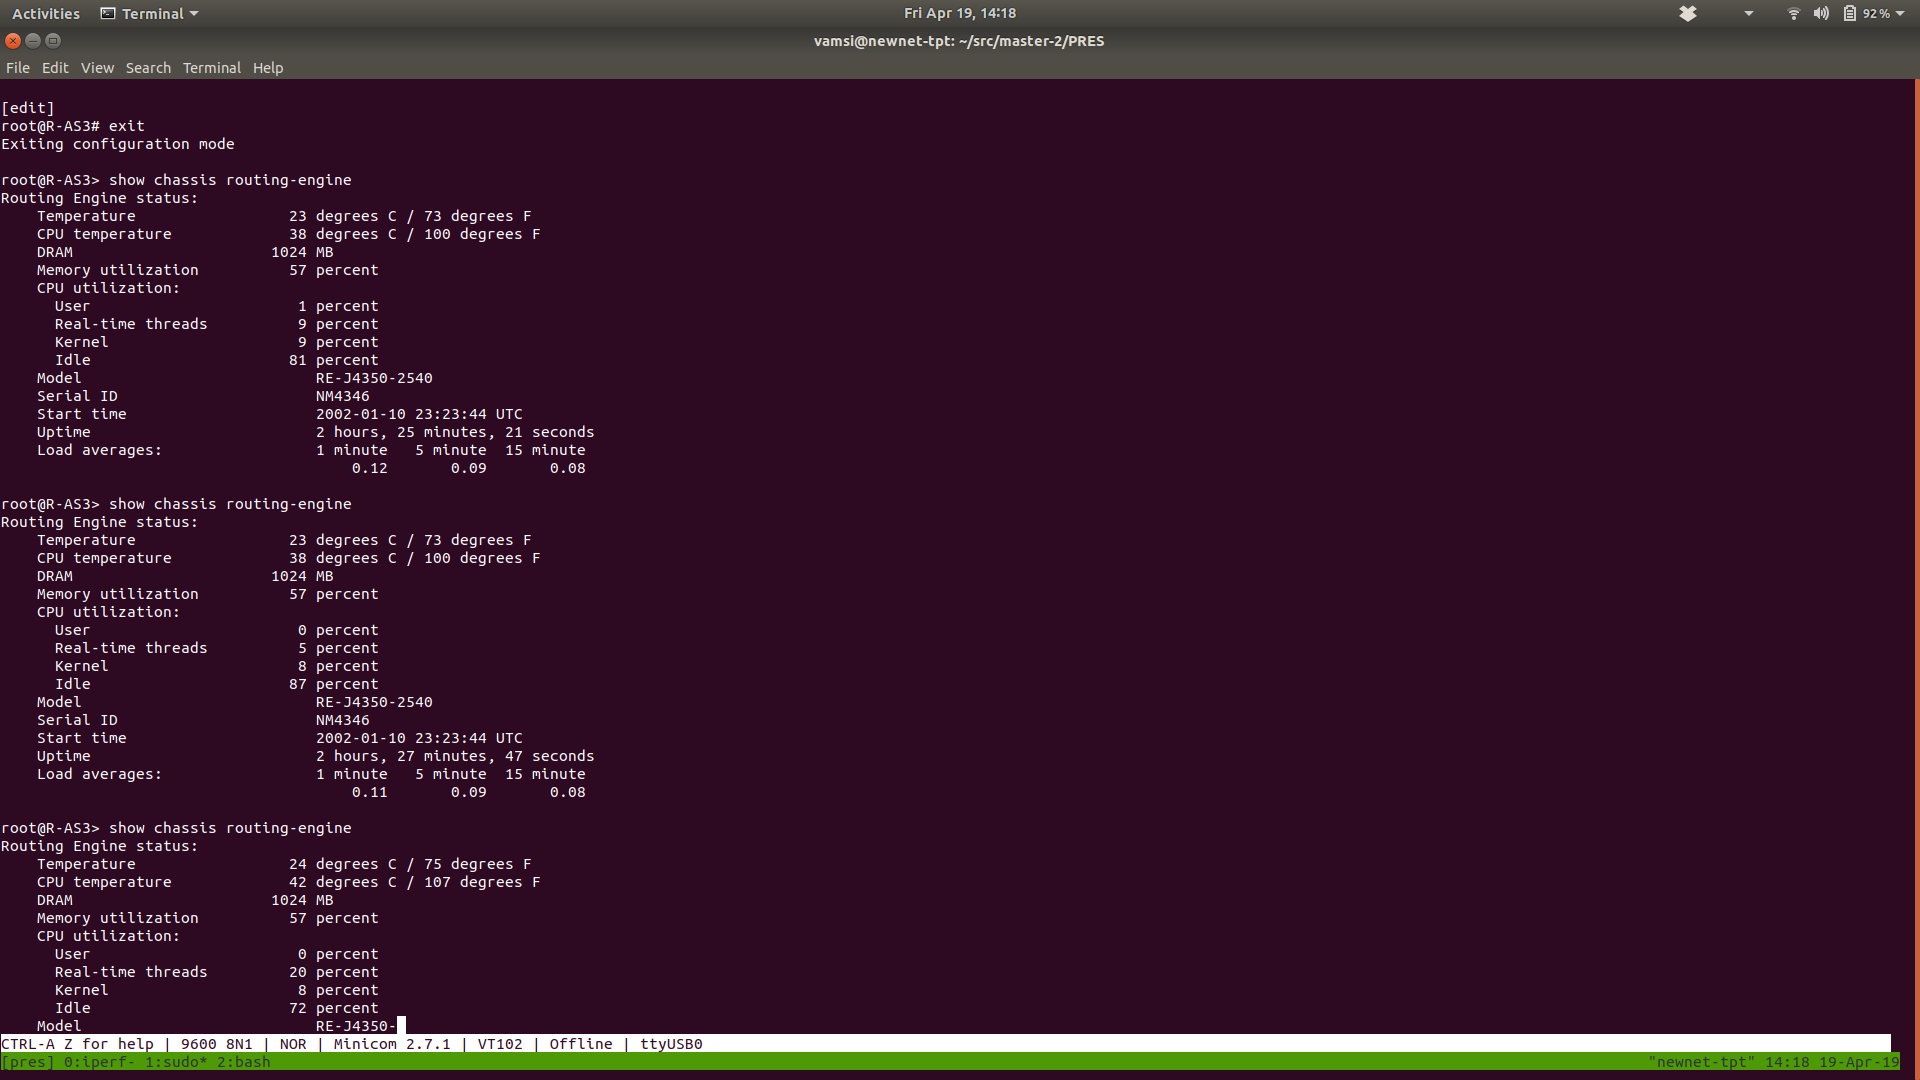 Activities Terminal Fri Apr 19, 14:18 92%
vamsi@newnet-tpt: ~/src/master-2/PRES
File Edit View Search Terminal Help
[edit]
root@R-AS3# exit
Exiting configuration mode
root@R-AS3> show chassis routing-engine
Routing Engine status:
Temperature 23 degrees C / 73 degrees F
CPU temperature 38 degrees C / 100 degrees F
DRAM 1024 MB
Memory utilization 57 percent
CPU utilization:
User 1 percent
Real-time threads 9 percent
Kernel 9 percent
Idle 81 percent
Model RE-J4350-2540
Serial ID NM4346
Start time 2002-01-10 23:23:44 UTC
Uptime 2 hours, 25 minutes, 21 seconds
Load averages: 1 minute 5 minute 15 minute
0.12 0.09 0.08
root@R-AS3> show chassis routing-engine
Routing Engine status:
Temperature 23 degrees C / 73 degrees F
CPU temperature 38 degrees C / 100 degrees F
DRAM 1024 MB
Memory utilization 57 percent
CPU utilization:
User 0 percent
Real-time threads 5 percent
Kernel 8 percent
Idle 87 percent
Model RE-J4350-2540
Serial ID NM4346
Start time 2002-01-10 23:23:44 UTC
Uptime 2 hours, 27 minutes, 47 seconds
Load averages: 1 minute 5 minute 15 minute
0.11 0.09 0.08
root@R-AS3> show chassis routing-engine
Routing Engine status:
Temperature 24 degrees C / 75 degrees F
CPU temperature 42 degrees C / 107 degrees F
DRAM 1024 MB
Memory utilization 57 percent
CPU utilization:
User 0 percent
Real-time threads 20 percent
Kernel 8 percent
Idle 72 percent
Model RE-J4350-
CTRL-A Z for help | 9600 8N1 | NOR | Minicom 2.7.1 | VT102 | Offline | ttyUSB0
[pres] 0:iperf- 1:sudo* 2:bash "newnet-tpt" 14:18 19-Apr-19